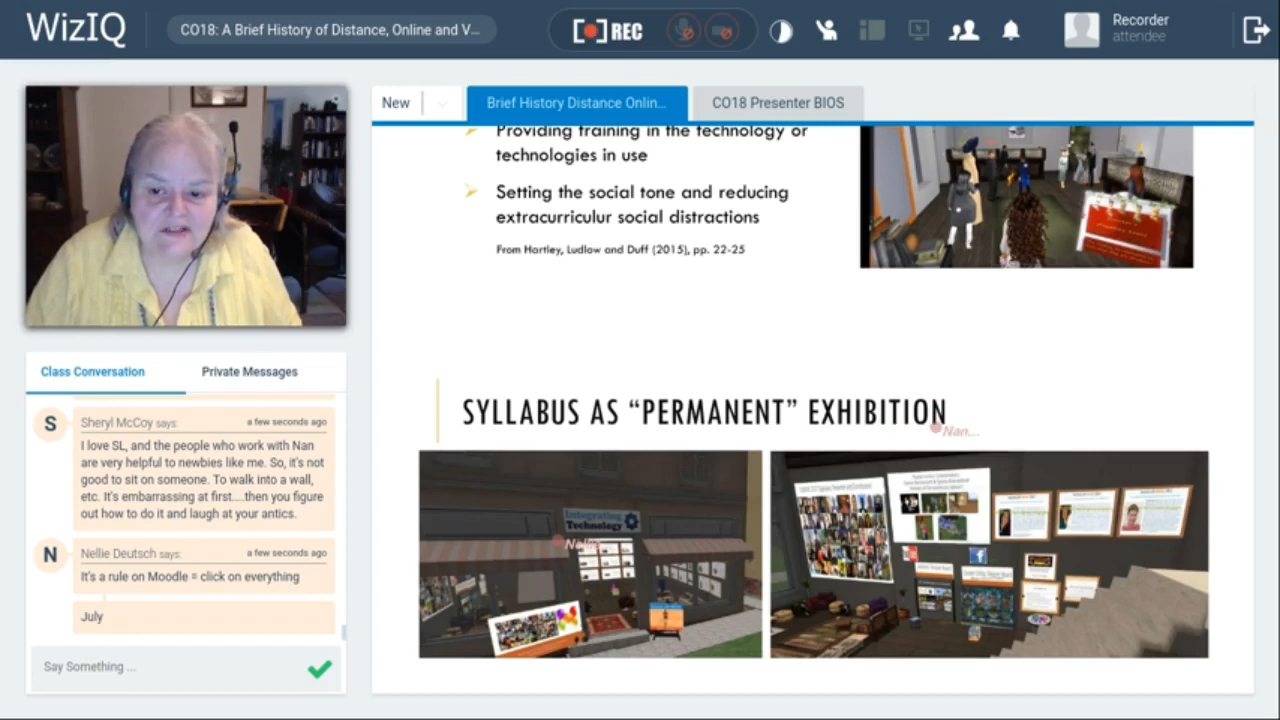 WizIQ
CO18: A Brief History of Distance, Online and V...
REC
Recorder
attendee
New
Brief History Distance Onlin...
CO18 Presenter BIOS
Providing training in the technology or
technologies in use
Setting the social tone and reducing
extracurriculur social distractions
From Hartley, Ludlow and Duff (2015), pp. 22-25
SYLLABUS AS “PERMANENT” EXHIBITION
Nan...
Integrating
Technology
Class Conversation
Private Messages
S
Sheryl McCoy says:
a few seconds ago
I love SL, and the people who work with Nan
are very helpful to newbies like me. So, it's not
good to sit on someone. To walk into a wall,
etc. It's embarrassing at first....then you figure
out how to do it and laugh at your antics.
N
Nellie Deutsch says:
a few seconds ago
It's a rule on Moodle = click on everything
July
Say Something ...